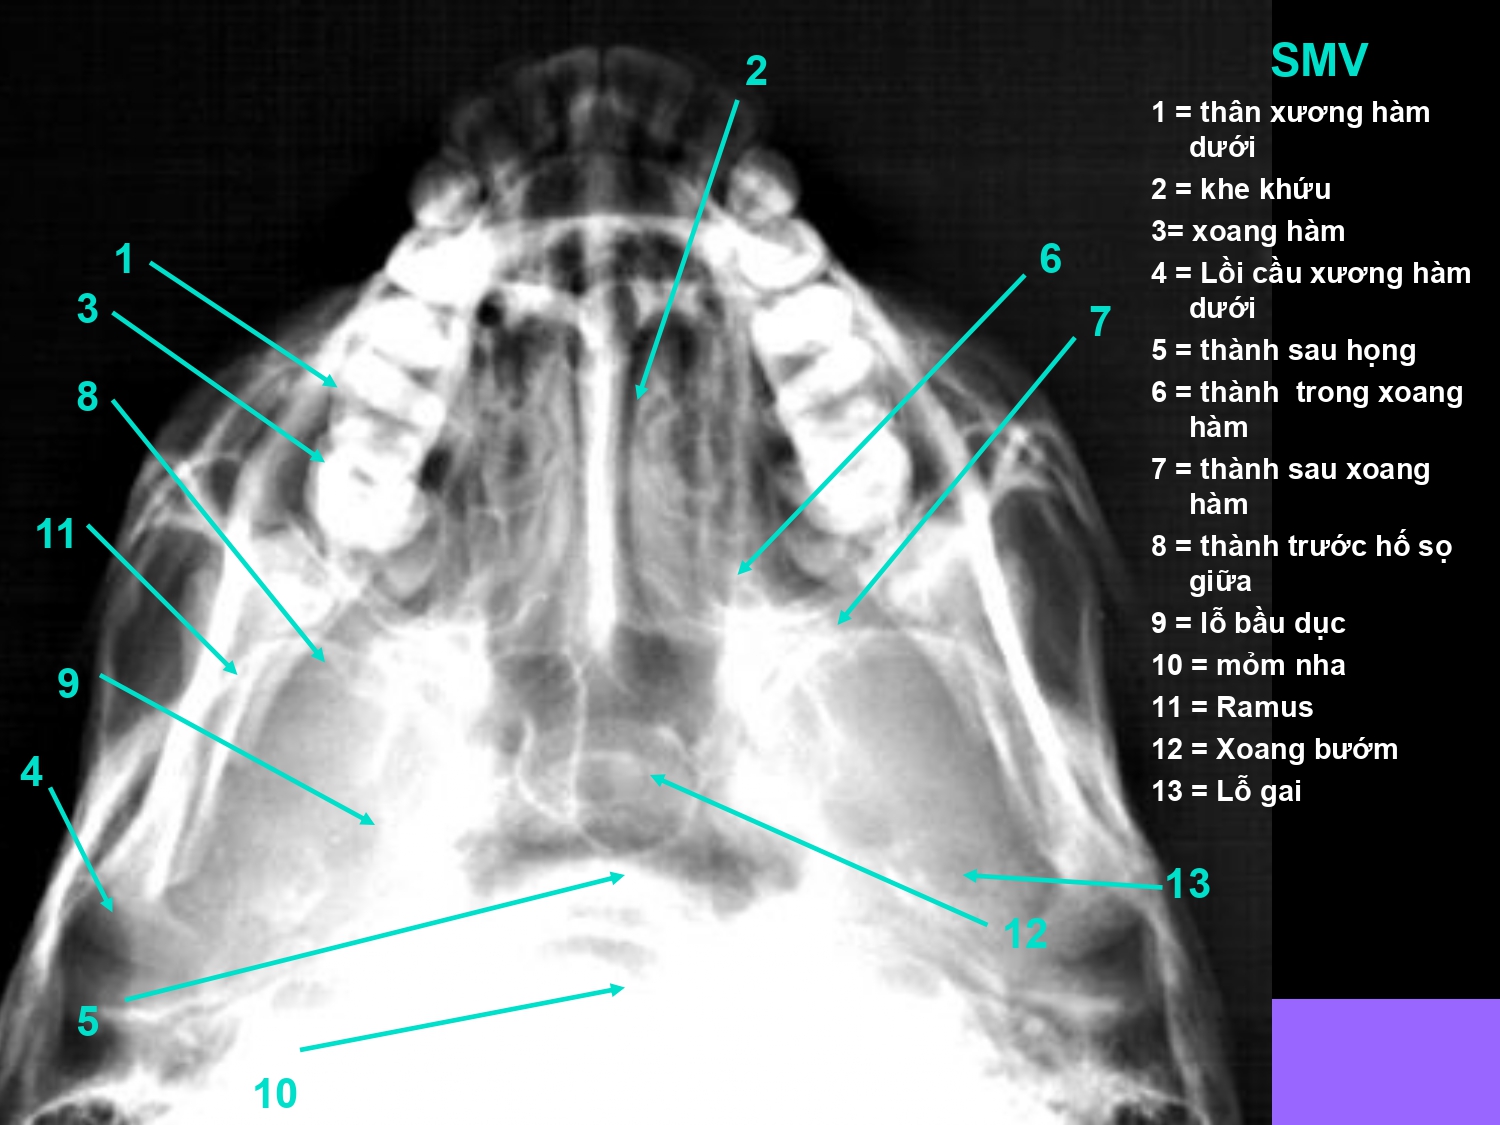 SMV
1 = thân xương hàm
dưới
2 = khe khứu
3= xoang hàm
4 = Lồi cầu xương hàm
dưới
5 = thành sau họng
6 = thành  trong xoang
hàm
7 = thành sau xoang
hàm
8 = thành trước hố sọ
giữa
9 = lỗ bầu dục
10 = mỏm nha
11 = Ramus
12 = Xoang bướm
13 = Lỗ gai
2
1
6
3
7
8
11
9
4
13
12
5
10